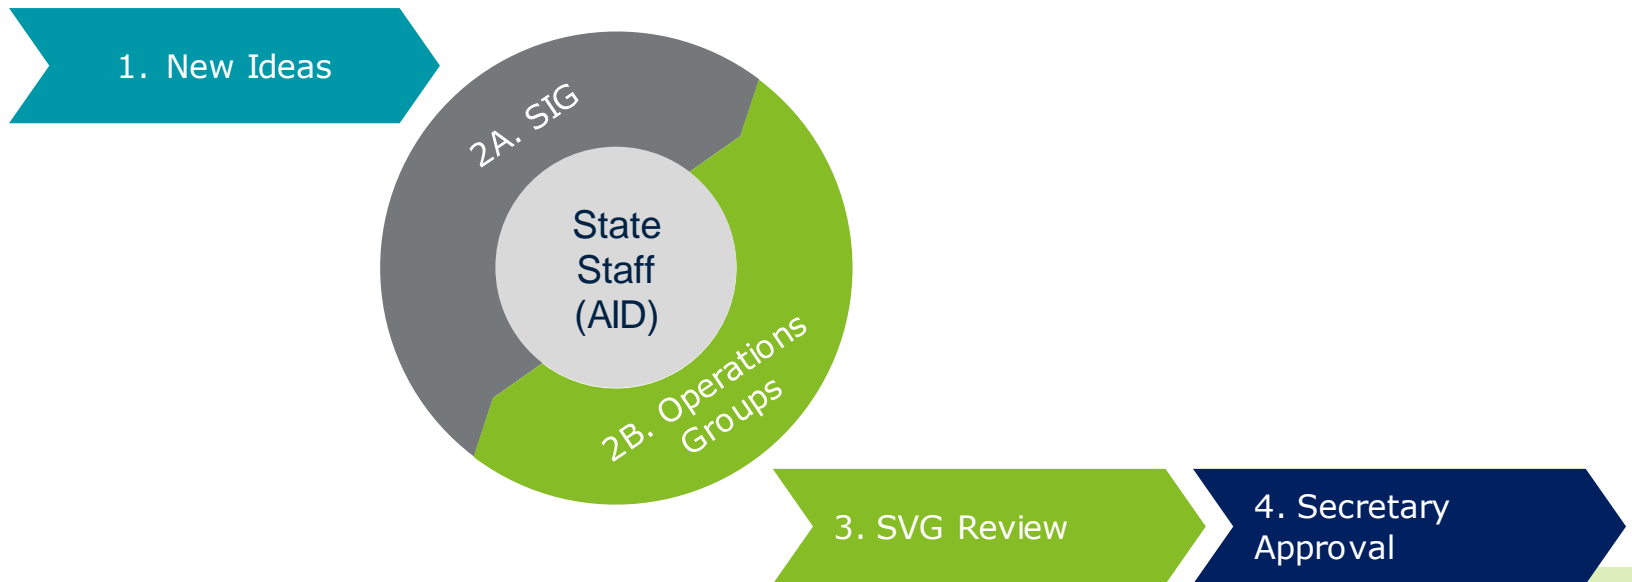 1. New Ideas
2A. SIG
State
Staff
(AID)
2B. Operations
Groups
3. SVG Review
4. Secretary
Approval